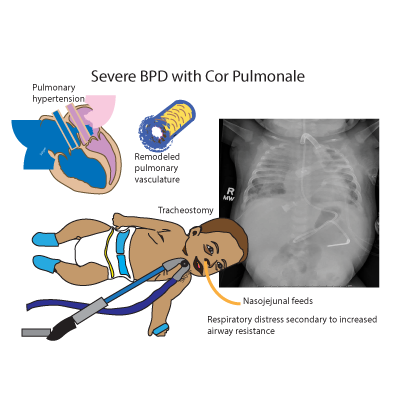 Severe BPD with Cor Pulmonale
Pulmonary
hypertension
Remodeled
pulmonary
vasculature
R
MW
Tracheostomy
Nasojejunal feeds
Respiratory distress secondary to increased
airway resistance